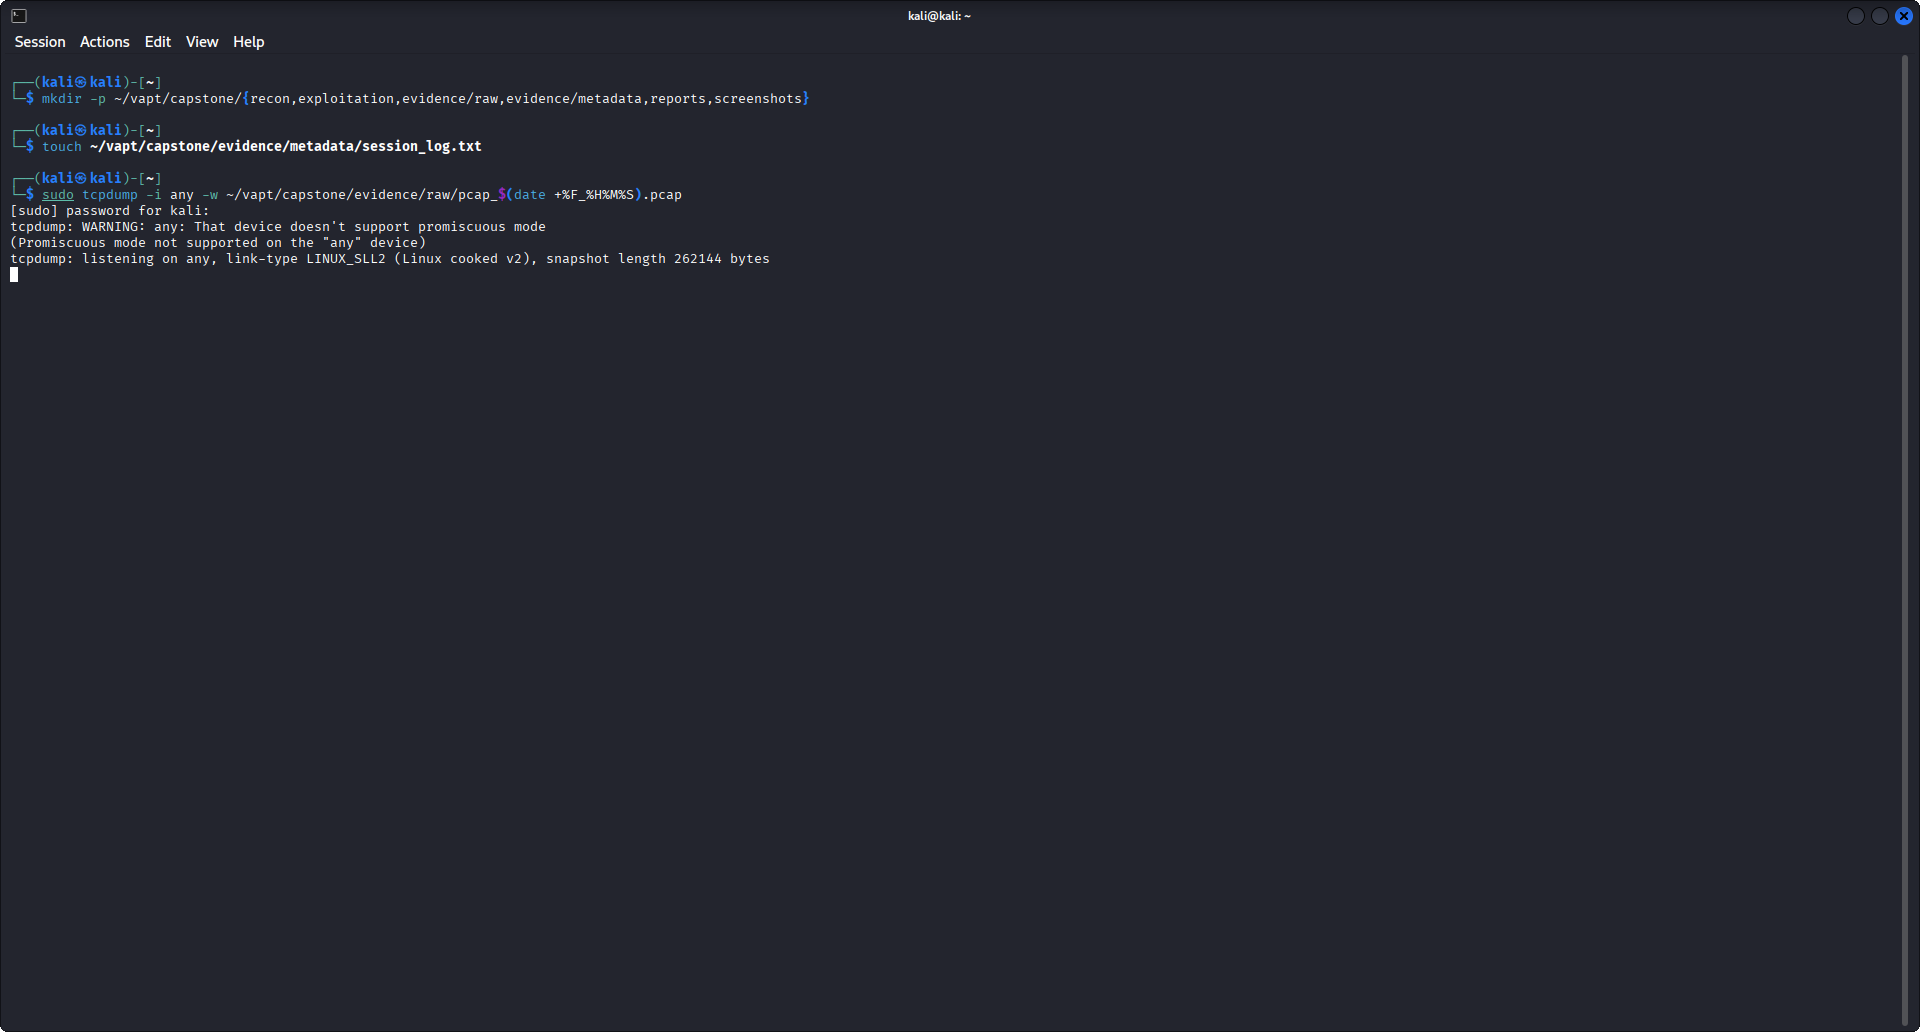 kali@kali: ~
Session Actions Edit View Help
┌──(kali㉿kali)-[~]
└─$ mkdir -p ~/vapt/capstone/{recon,exploitation,evidence/raw,evidence/metadata,reports,screenshots}
┌──(kali㉿kali)-[~]
└─$ touch ~/vapt/capstone/evidence/metadata/session_log.txt
┌──(kali㉿kali)-[~]
└─$ sudo tcpdump -i any -w ~/vapt/capstone/evidence/raw/pcap_$(date +%F_%H%M%S).pcap
[sudo] password for kali:
tcpdump: WARNING: any: That device doesn't support promiscuous mode
(Promiscuous mode not supported on the "any" device)
tcpdump: listening on any, link-type LINUX_SLL2 (Linux cooked v2), snapshot length 262144 bytes